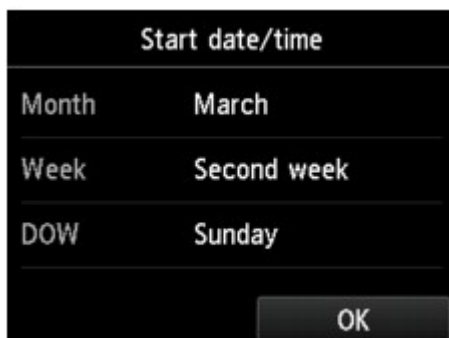 Start date/time
Month March
Week Second week
DOW Sunday
OK